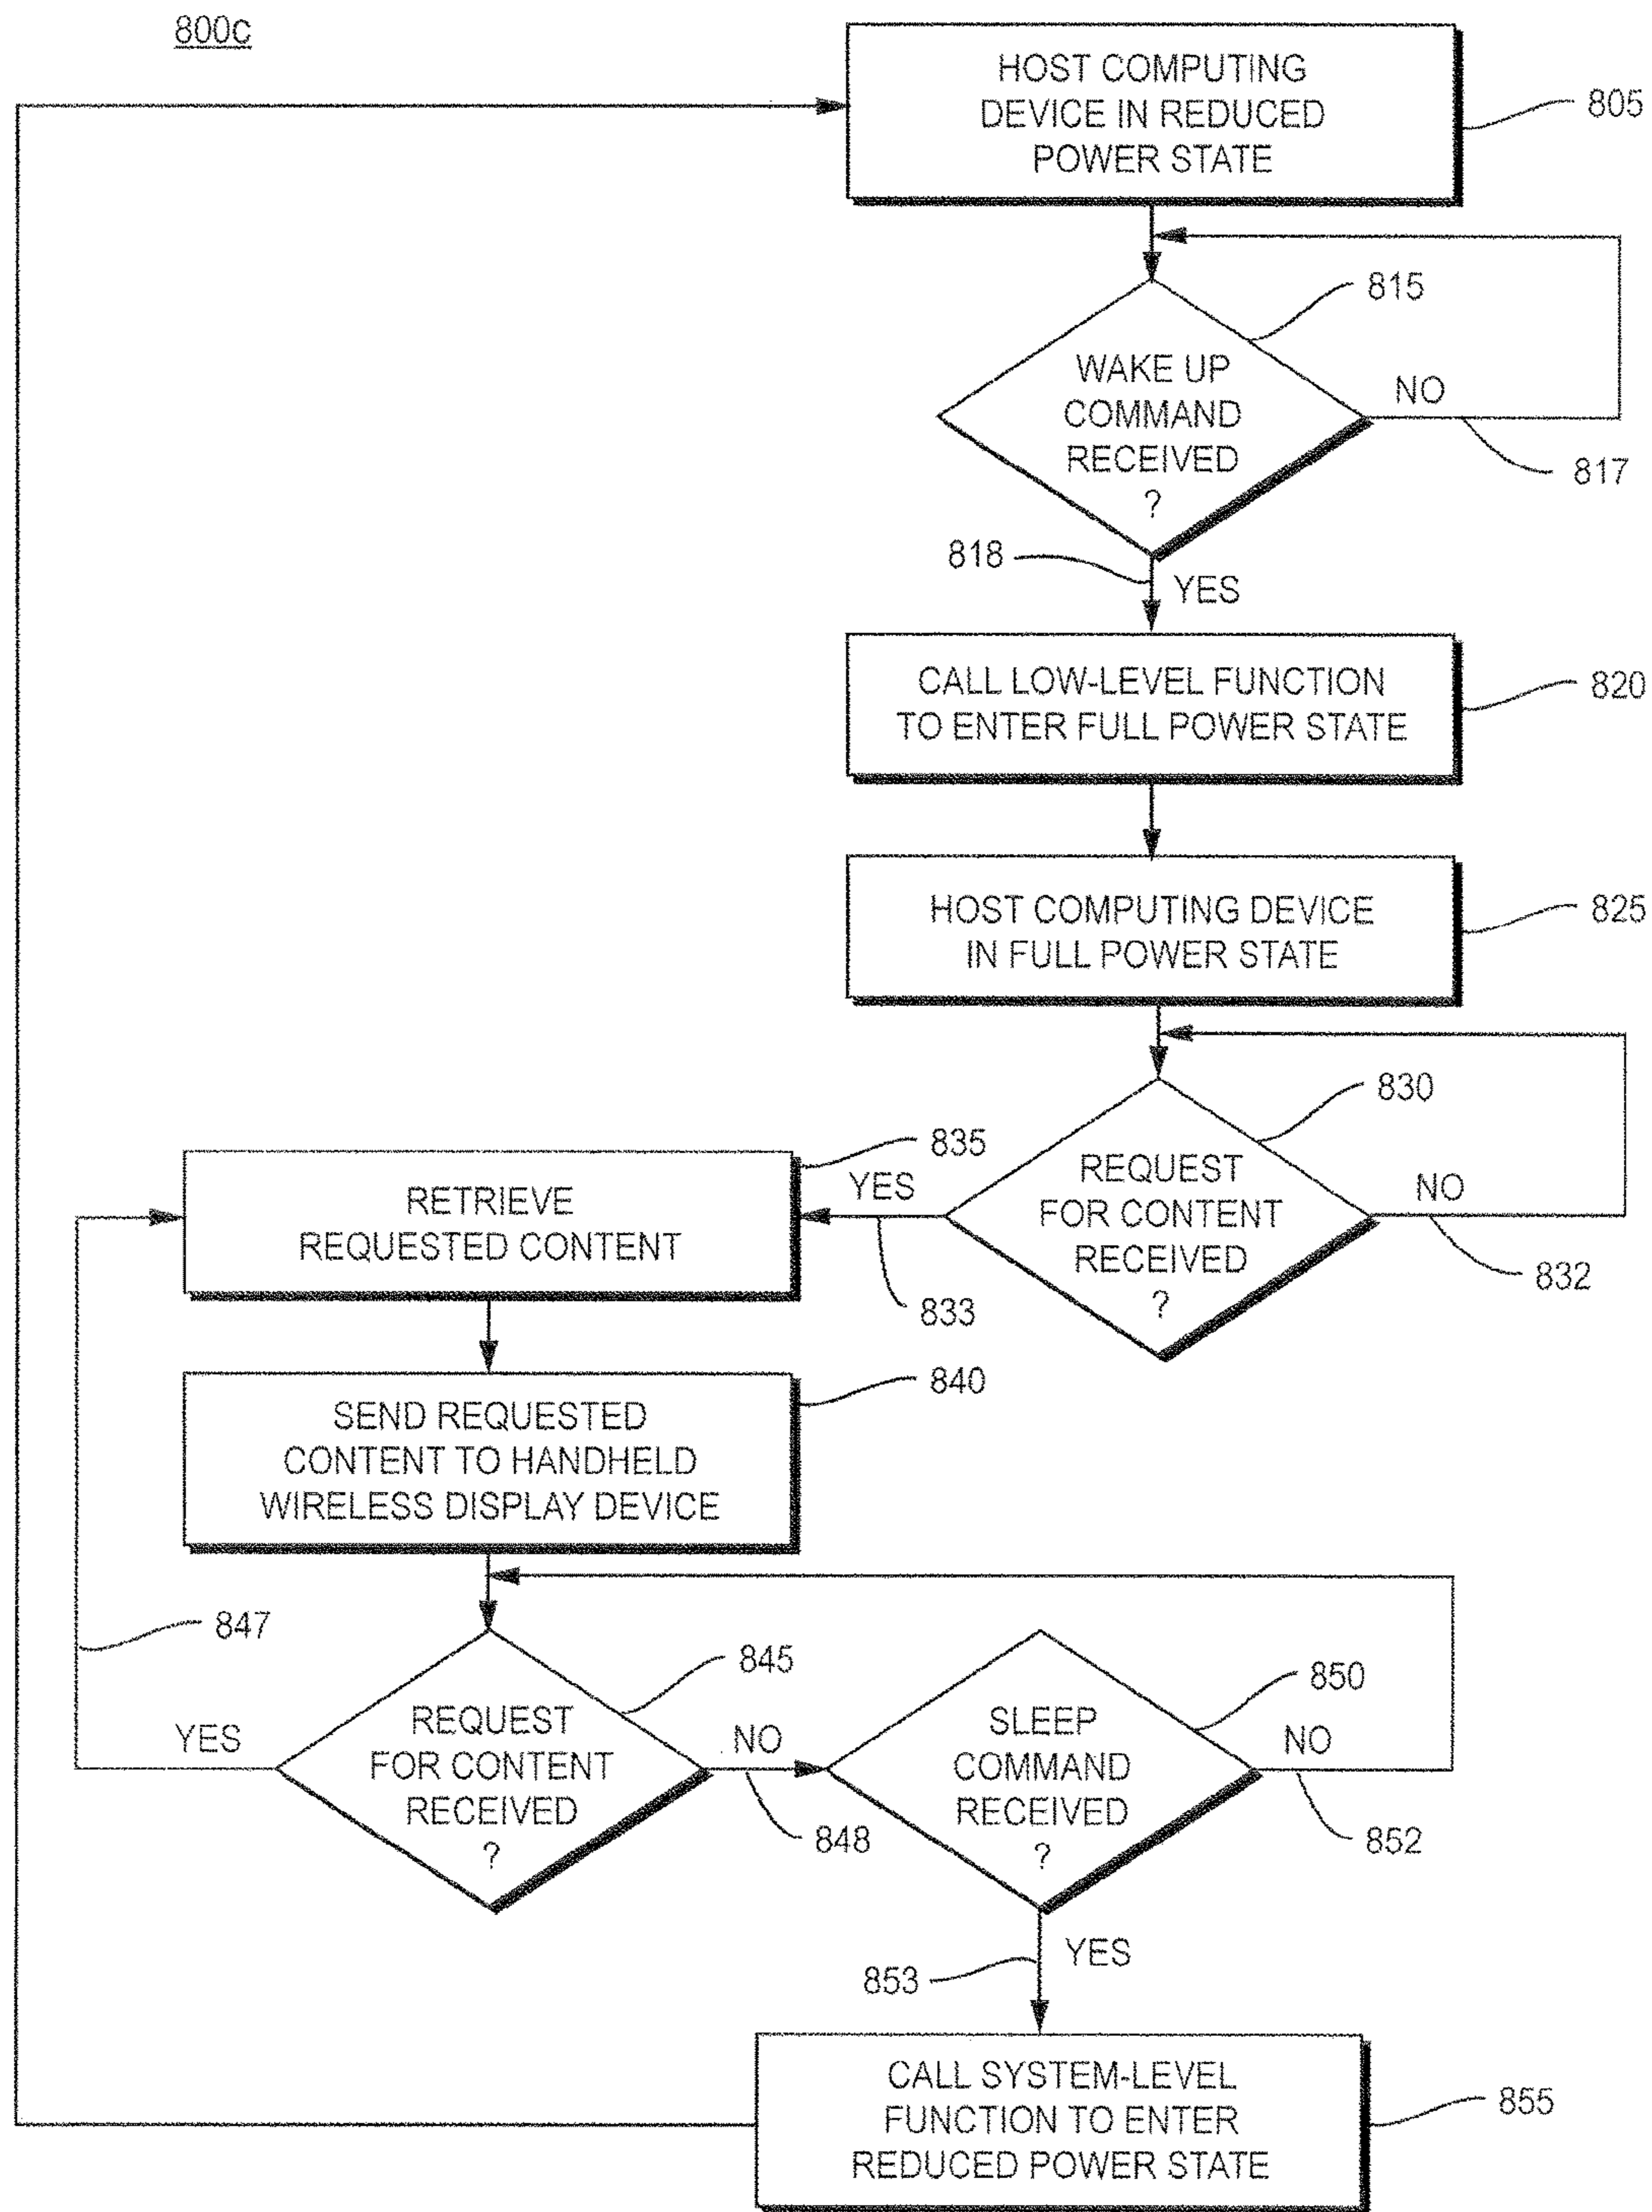 800c
HOST COMPUTING
DEVICE IN REDUCED
POWER STATE
805
815
WAKE UP
COMMAND
RECEIVED
?
NO
817
818
YES
CALL LOW-LEVEL FUNCTION
TO ENTER FULL POWER STATE
820
HOST COMPUTING DEVICE
IN FULL POWER STATE
825
830
REQUEST
FOR CONTENT
RECEIVED
?
NO
832
YES
833
835
RETRIEVE
REQUESTED CONTENT
840
SEND REQUESTED
CONTENT TO HANDHELD
WIRELESS DISPLAY DEVICE
847
845
REQUEST
FOR CONTENT
RECEIVED
?
YES
NO
848
850
SLEEP
COMMAND
RECEIVED
?
NO
852
853
YES
CALL SYSTEM-LEVEL
FUNCTION TO ENTER
REDUCED POWER STATE
855